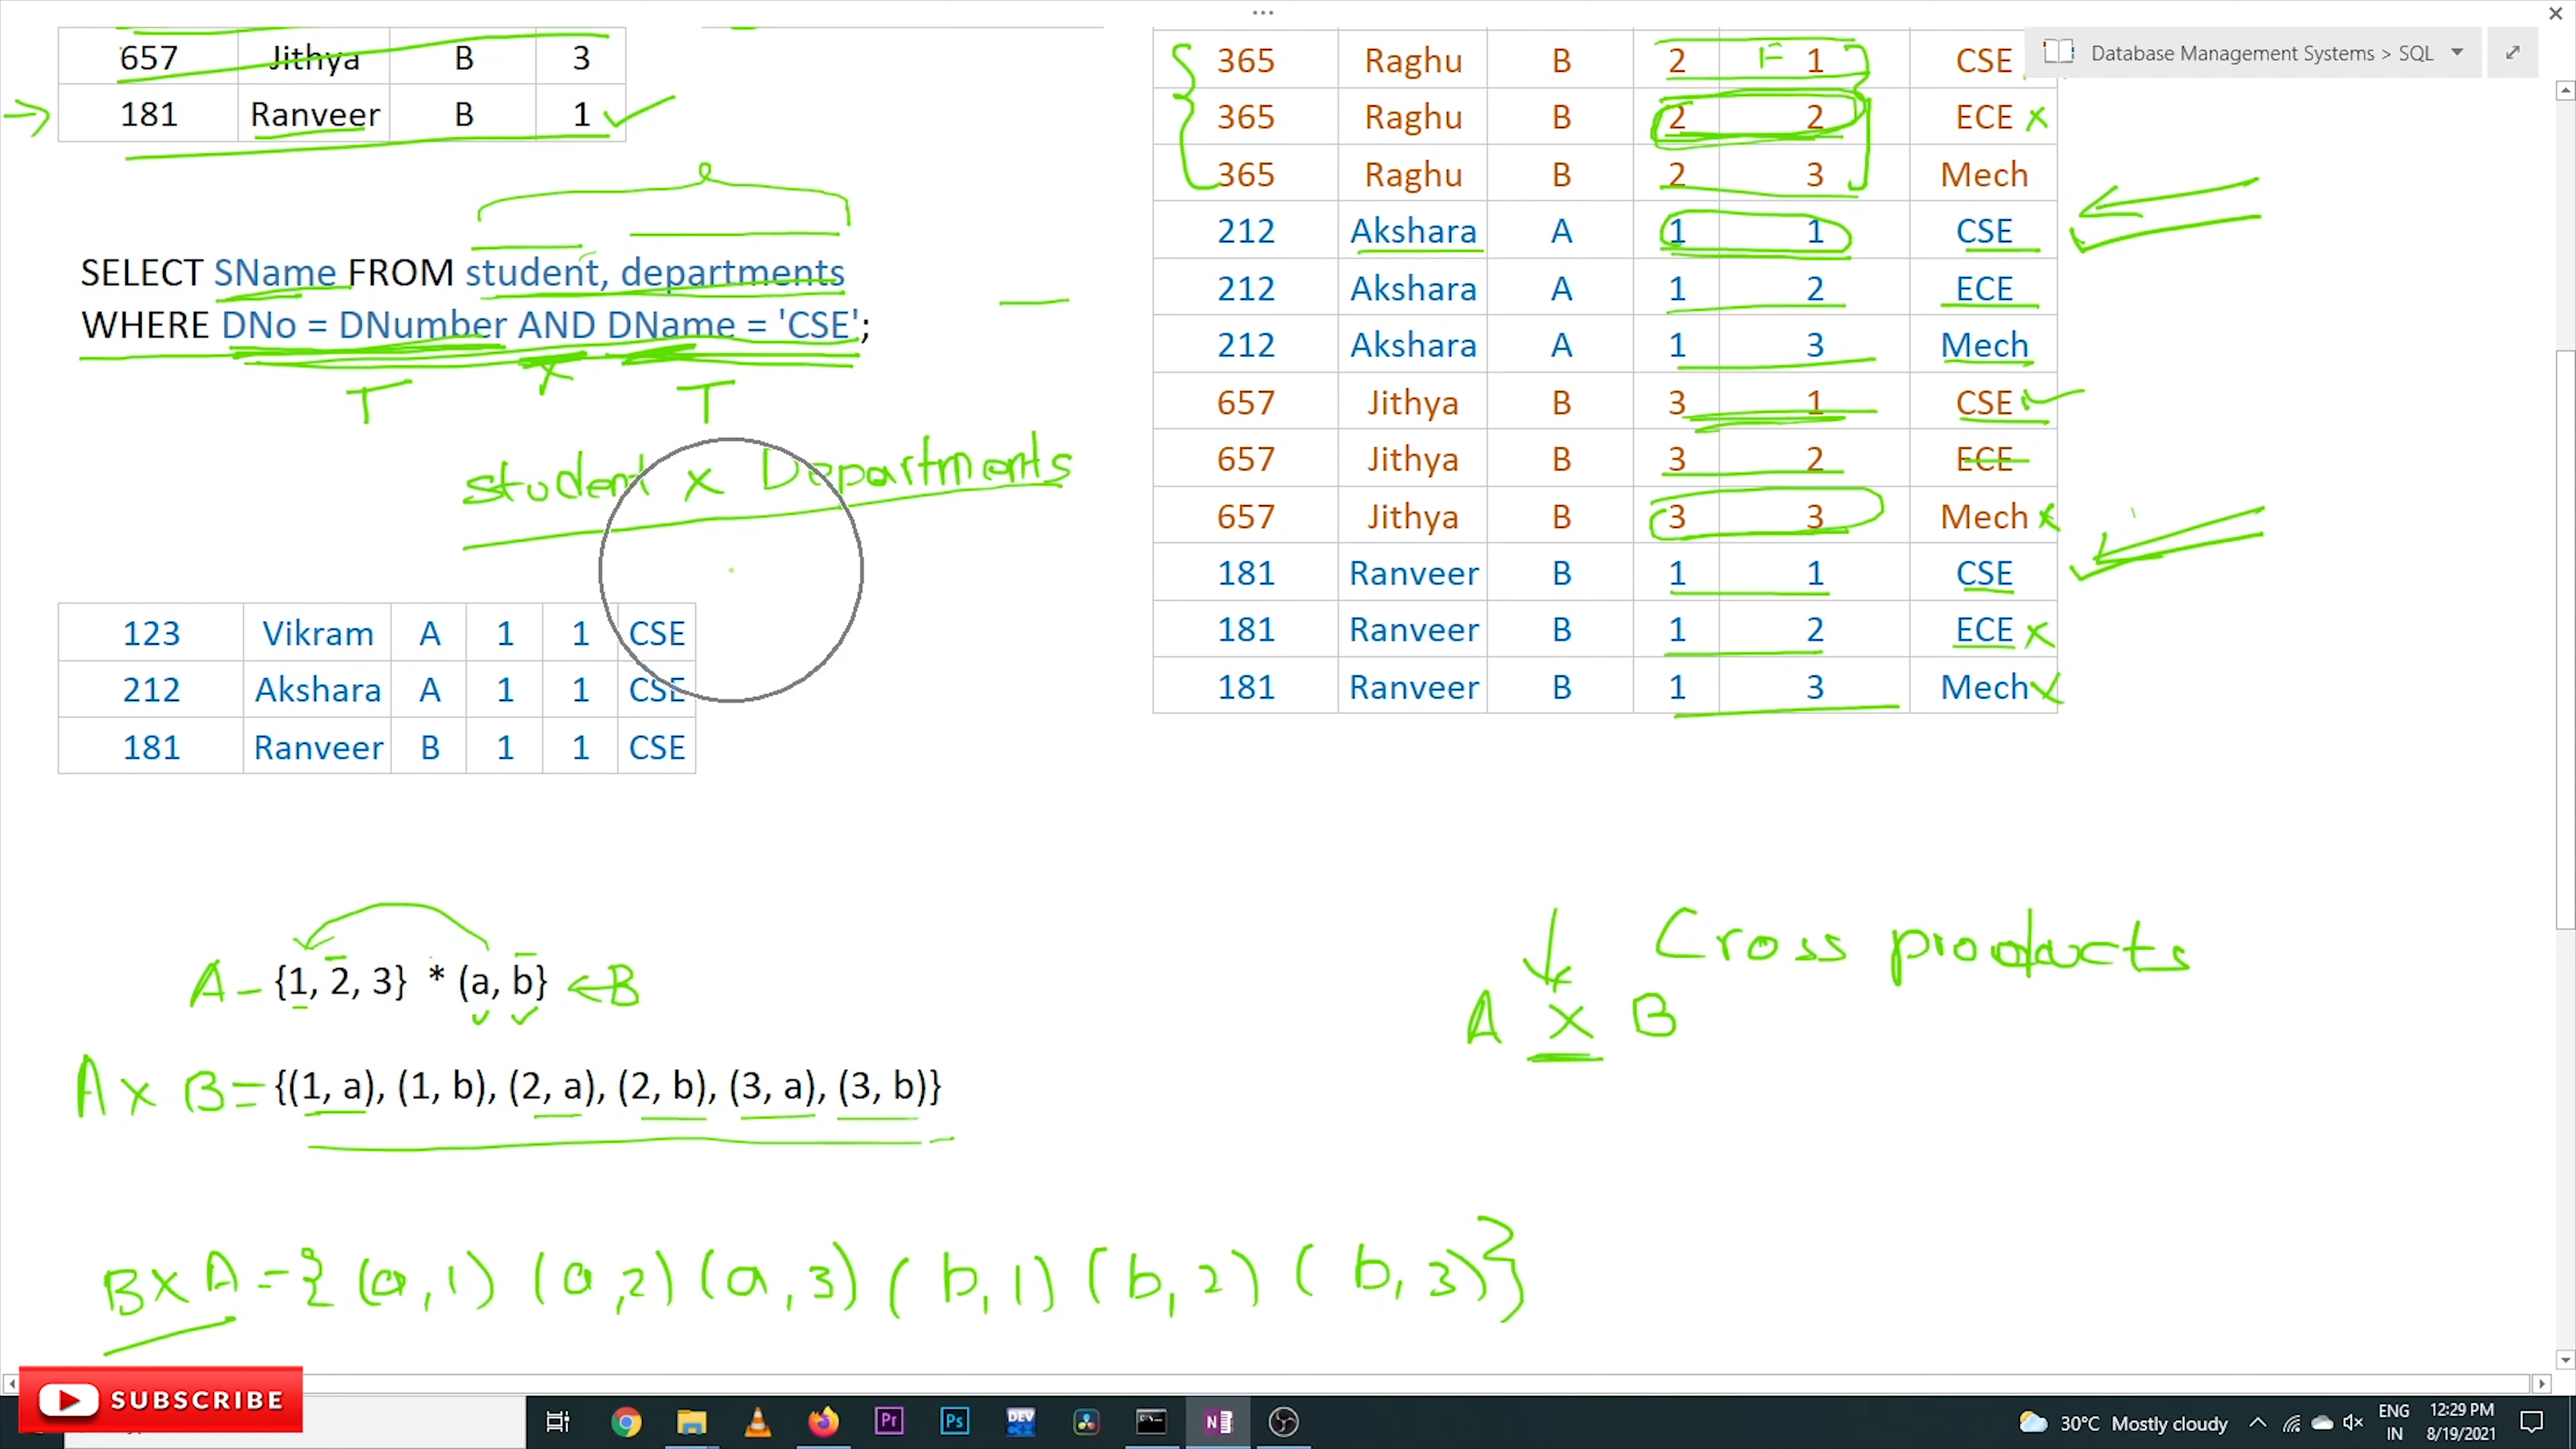 657 Jithya B 3
181 Ranveer B 1
SELECT SName FROM student, departments
WHERE DNo = DNumber AND DName = 'CSE';
T x T
student x Departments
123 Vikram A 1 1 CSE
212 Akshara A 1 1 CSE
181 Ranveer B 1 1 CSE
A - {1, 2, 3} * (a, b} ← B
A x B = {(1, a), (1, b), (2, a), (2, b), (3, a), (3, b)}
B x A = { (a, 1) (a, 2) (a, 3) (b, 1) (b, 2) (b, 3) }
Database Management Systems > SQL
365 Raghu B 2 F 1 CSE
365 Raghu B 2 2 ECE x
365 Raghu B 2 3 Mech
212 Akshara A 1 1 CSE
212 Akshara A 1 2 ECE
212 Akshara A 1 3 Mech
657 Jithya B 3 1 CSE
657 Jithya B 3 2 ECE
657 Jithya B 3 3 Mech x
181 Ranveer B 1 1 CSE
181 Ranveer B 1 2 ECE x
181 Ranveer B 1 3 Mech x
Cross products
A x B
SUBSCRIBE
Pr Ps DEV N
30°C Mostly cloudy
ENG
IN
12:29 PM
8/19/2021